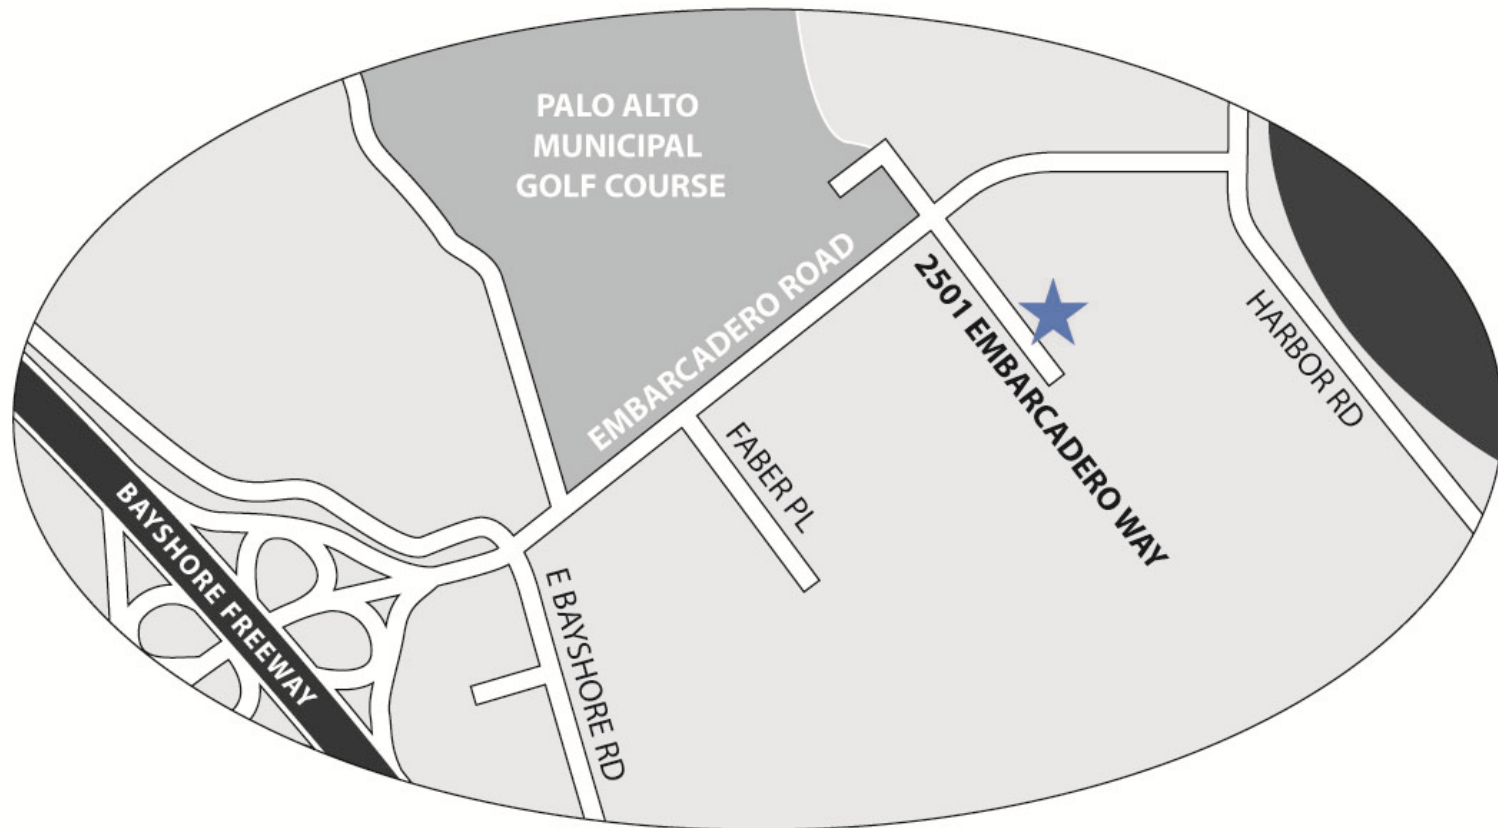 PALO ALTO
MUNICIPAL
GOLF COURSE
EMBARCADERO ROAD
2501 EMBARCADERO WAY
HARBOR RD
FABER PL
BAYSHORE FREEWAY
E BAYSHORE RD